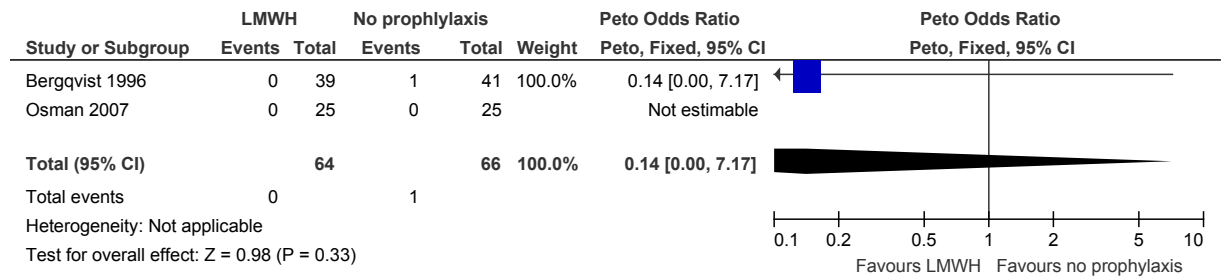 LMWH No prophlylaxis Peto Odds Ratio Peto Odds Ratio
Study or Subgroup Events Total Events Total Weight Peto, Fixed, 95% CI Peto, Fixed, 95% CI
Bergqvist 1996 0 39 1 41 100.0% 0.14 [0.00, 7.17]
Osman 2007 0 25 0 25 Not estimable
Total (95% CI) 64 66 100.0% 0.14 [0.00, 7.17]
Total events 0 1
Heterogeneity: Not applicable
Test for overall effect: Z = 0.98 (P = 0.33)
0.1 0.2 0.5 1 2 5 10
Favours LMWH Favours no prophylaxis